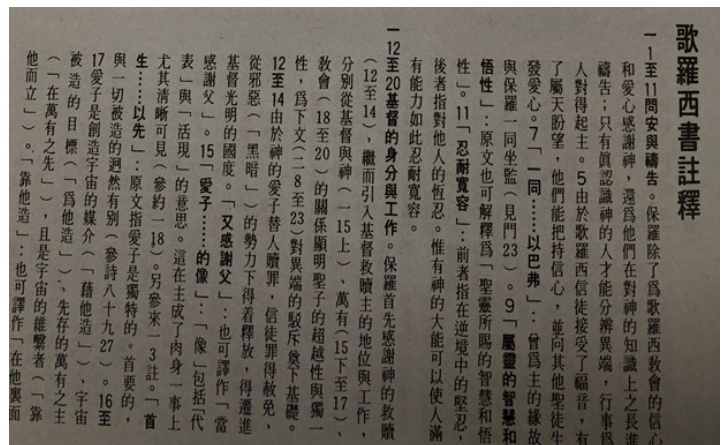 歌羅西書註釋
一1至11問安與禱告。保羅除了爲歌羅西教會的信
和愛心感謝神，還爲他們在對神的知識上之長進
禱告；只有眞認識神的人才能分辨異端，行事爲
人對得起主。5由於歌羅西信徒接受了福音，有
了屬天盼望，他們能把持信心，並向其他聖徒生
發愛心。7「一同……以巴弗」：曾爲主的緣故
與保羅一同坐監（見門23）。9「屬靈的智慧和
悟性」：原文也可解釋爲「聖靈所賜的智慧和悟
性」。11「忍耐寬容」：前者指在逆境中的堅忍，
後者指對他人的恆忍。惟有神的大能可以使人滿
有能力如此忍耐寬容。
一12至20基督的身分與工作。保羅首先感謝神的救贖
（12至14），繼而引入基督救贖主的地位與工作，
分別從基督與神（一15上）、萬有（15下至17）、
教會（18至20）的關係顯明聖子的超越性與獨一
性，爲下文（二8至23）對異端的駁斥奠下基礎。
12至14由於神的愛子替人贖罪，信徒罪得赦免，
從邪惡（「黑暗」）的勢力下得着釋放，得遷進
基督光明的國度。「又感謝父」：也可譯作「當
感謝父」。15「愛子……的像」：「像」包括「代
表」與「活現」的意思。這在主成了肉身一事上
尤其清晰可見（參約一18）。另參來一3註。「首
生……以先」：原文指愛子是獨特的。首要的，
與一切被造的迥然有別（參詩八十九27）。16至
17愛子是創造宇宙的媒介（「藉他造」）、宇宙
被造的目標（「爲他造」）、先存的萬有之主
（「在萬有之先」），且是宇宙的維繫者（「靠
他而立」）。「靠他造」：也可譯作「在他裏面